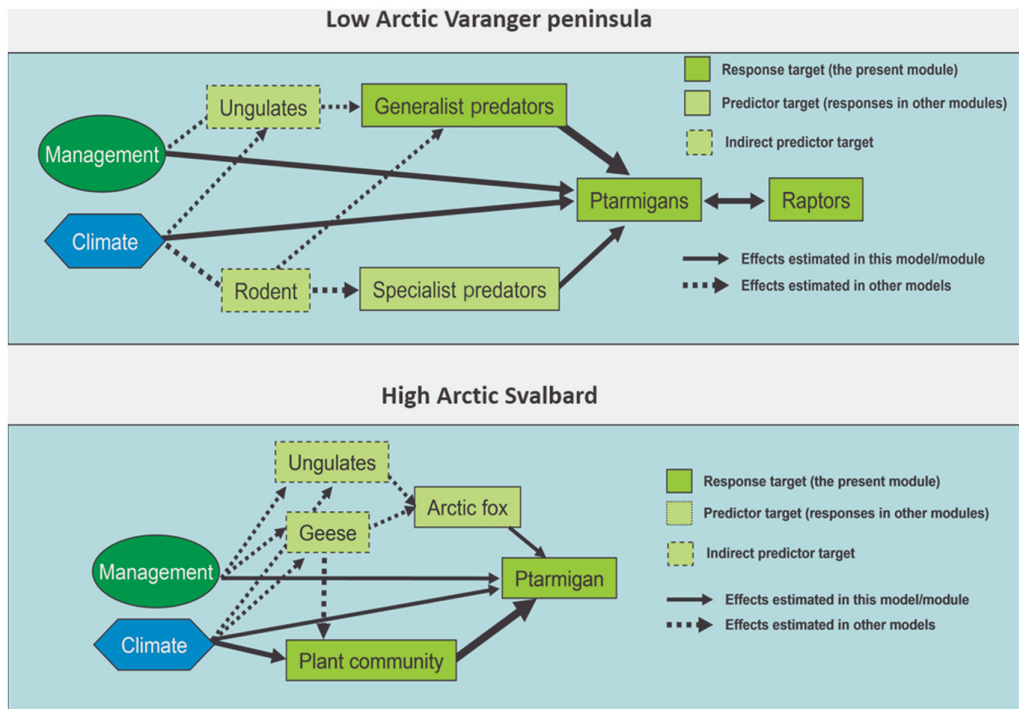 Low Arctic Varanger peninsula
Ungulates
Generalist predators
Management
Ptarmigans
Raptors
Climate
Rodent
Specialist predators
Response target (the present module)
Predictor target (responses in other modules)
Indirect predictor target
Effects estimated in this model/module
Effects estimated in other models
High Arctic Svalbard
Ungulates
Arctic fox
Geese
Management
Ptarmigan
Climate
Plant community
Response target (the present module)
Predictor target (responses in other modules)
Indirect predictor target
Effects estimated in this model/module
Effects estimated in other models